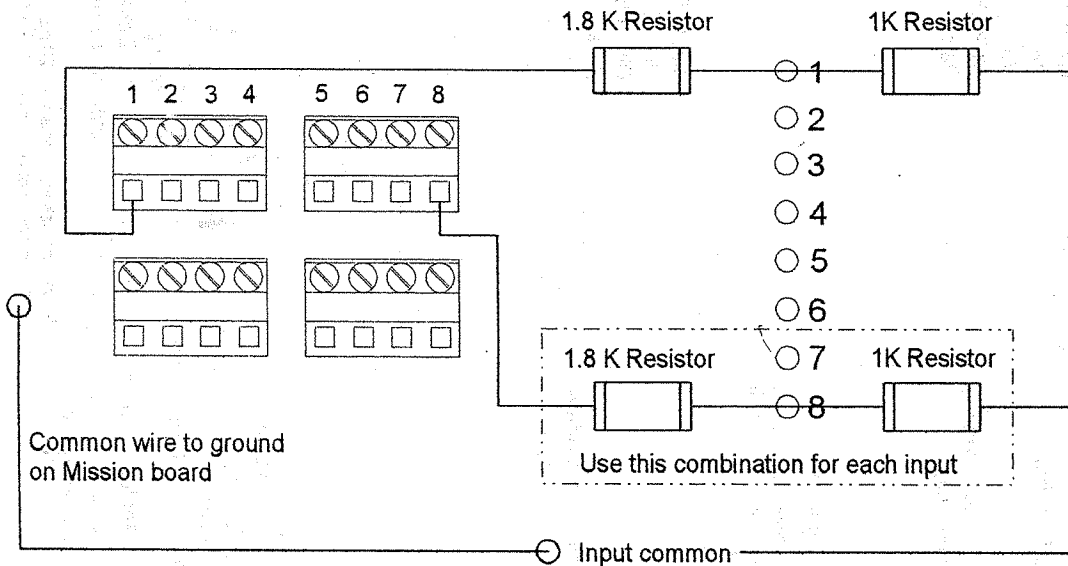 1.8 K Resistor 1K Resistor
1
1 2 3 4 5 6 7 8
2
3
4
5
6
1.8 K Resistor 7 1K Resistor
8
Common wire to ground
on Mission board
Use this combination for each input
Input common